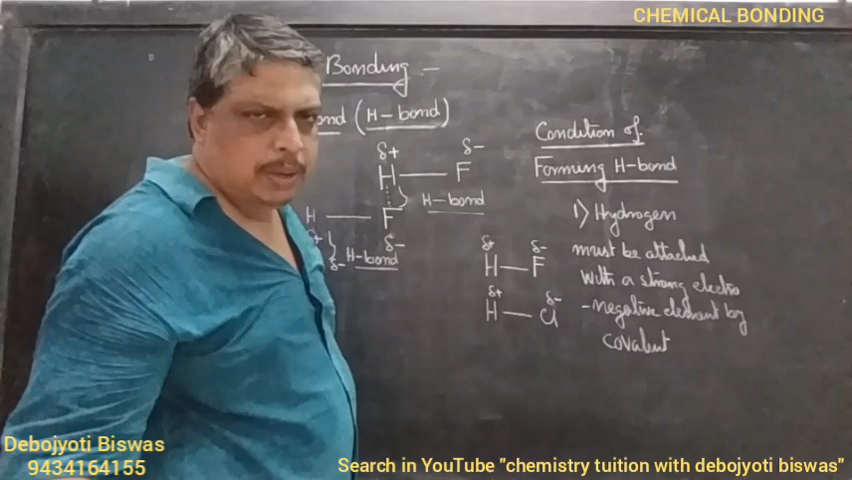 CHEMICAL BONDING
Bonding :-
ond (H-bond)
δ+ δ-
H — F
H-bond
H — F
δ+ δ-
δ- H-bond
Condition of
Forming H-bond
1) Hydrogen
must be attached
with a strong electro
-negative element by
covalent
δ+ δ-
H — F
δ+ δ-
H — Cl
Debojyoti Biswas
9434164155
Search in YouTube "chemistry tuition with debojyoti biswas"